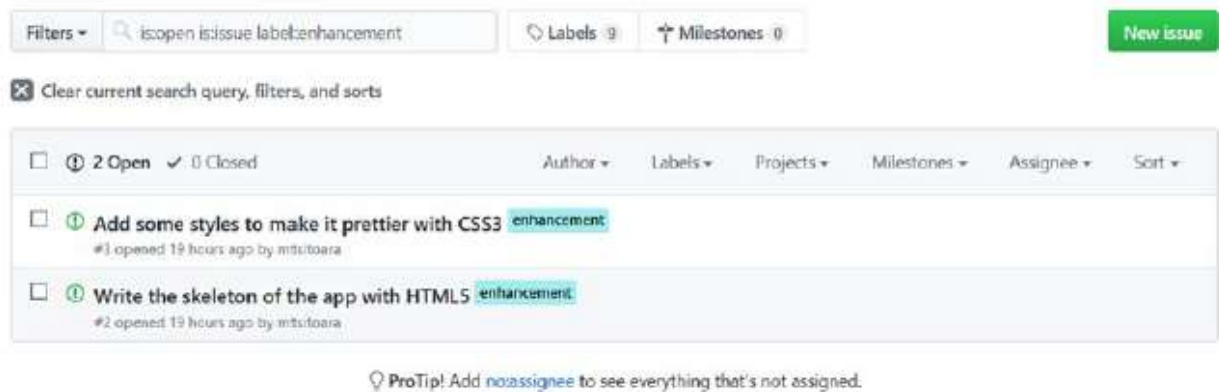 Filters is:open is:issue label:enhancement Labels 9 Milestones 0 New issue
Clear current search query, filters, and sorts
2 Open 0 Closed Author Labels Projects Milestones Assignee Sort
Add some styles to make it prettier with CSS3 enhancement
#3 opened 19 hours ago by mtsitoara
Write the skeleton of the app with HTML5 enhancement
#2 opened 19 hours ago by mtsitoara
ProTip! Add no:assignee to see everything that's not assigned.